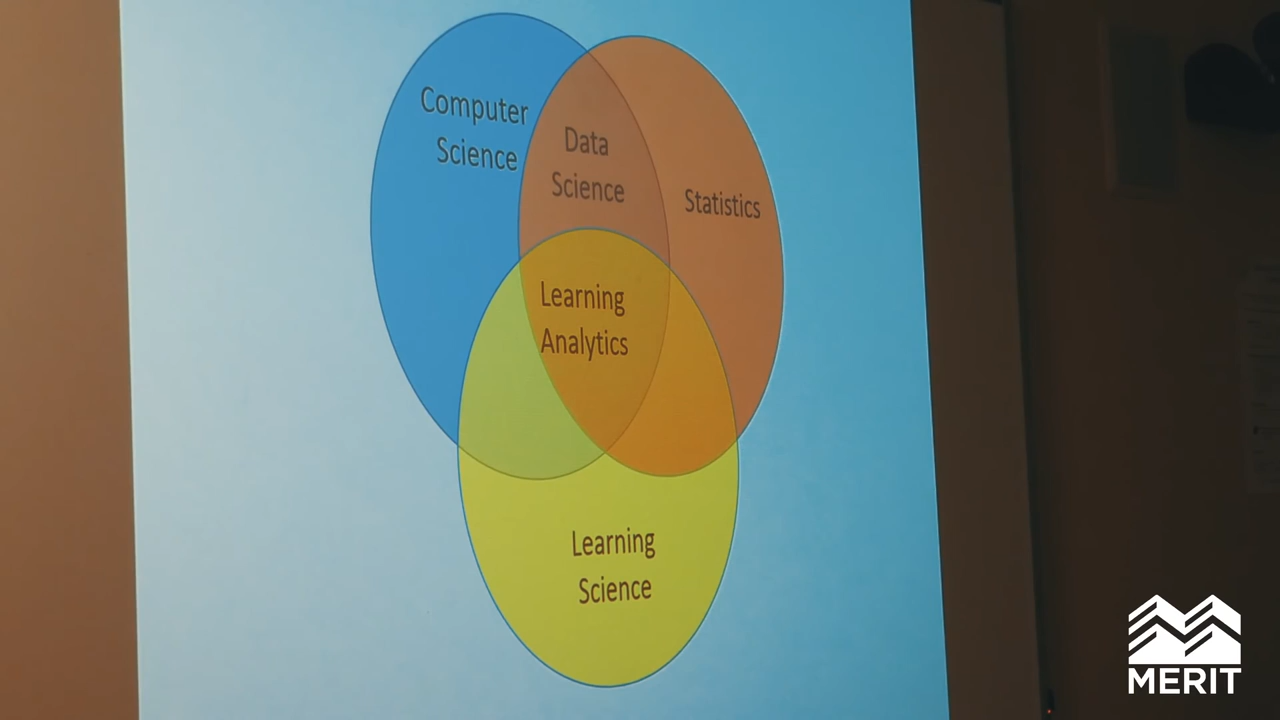 Computer
Science
Data
Science
Statistics
Learning
Analytics
Learning
Science
MERIT